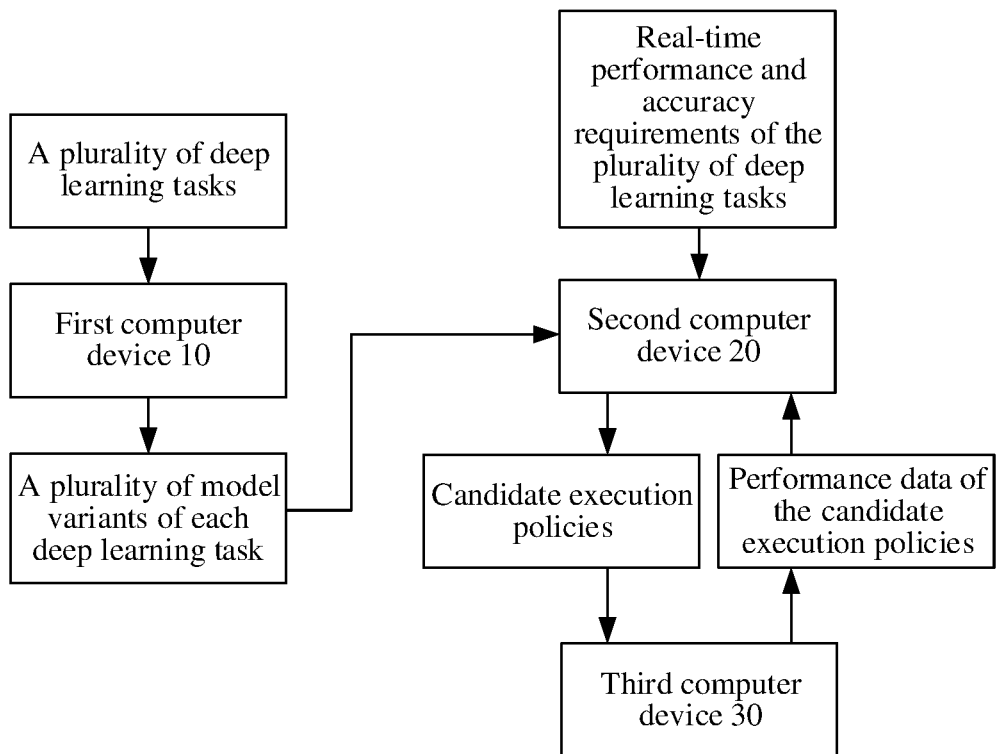 A plurality of deep
learning tasks
First computer
device 10
A plurality of model
variants of each
deep learning task
Real-time
performance and
accuracy
requirements of the
plurality of deep
learning tasks
Second computer
device 20
Candidate execution
policies
Performance data of
the candidate
execution policies
Third computer
device 30